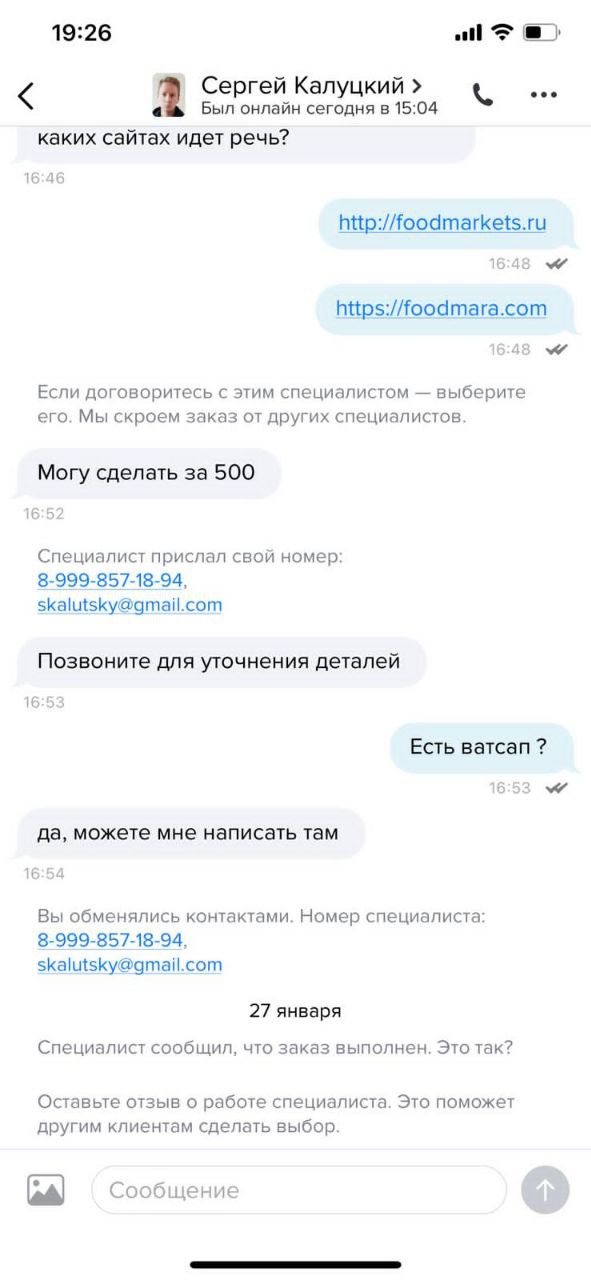 19:26
Сергей Калуцкий >
Был онлайн сегодня в 15:04
каких сайтах идет речь?
16:46
http://foodmarkets.ru
16:48
https://foodmara.com
16:48
Если договоритесь с этим специалистом — выберите
его. Мы скроем заказ от других специалистов.
Могу сделать за 500
16:52
Специалист прислал свой номер:
8-999-857-18-94,
skalutsky@gmail.com
Позвоните для уточнения деталей
16:53
Есть ватсап ?
16:53
да, можете мне написать там
16:54
Вы обменялись контактами. Номер специалиста:
8-999-857-18-94,
skalutsky@gmail.com
27 января
Специалист сообщил, что заказ выполнен. Это так?
Оставьте отзыв о работе специалиста. Это поможет
другим клиентам сделать выбор.
Сообщение